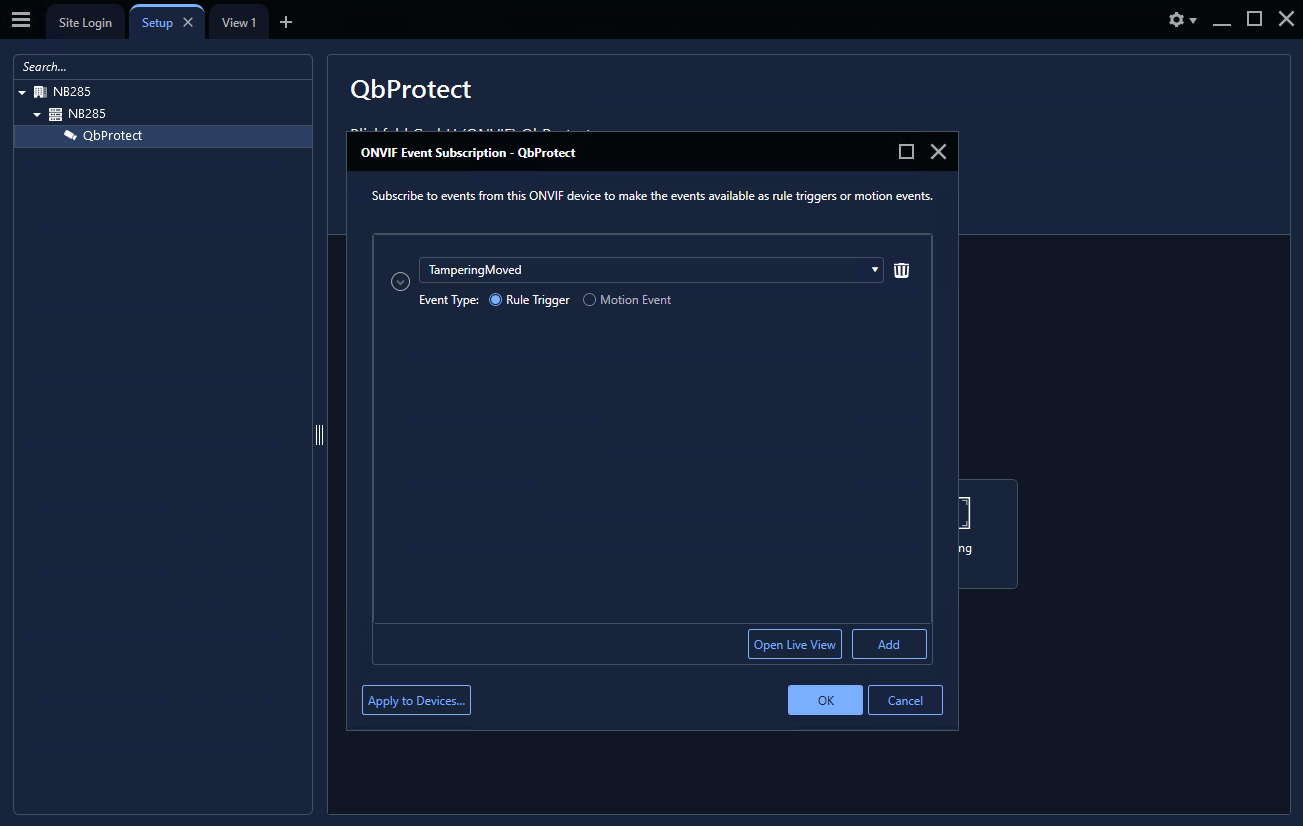 Site Login
Setup
View 1
Search...
NB285
NB285
QbProtect
QbProtect
ONVIF Event Subscription - QbProtect
Subscribe to events from this ONVIF device to make the events available as rule triggers or motion events.
TamperingMoved
Event Type: Rule Trigger Motion Event
ng
Open Live View Add
Apply to Devices... OK Cancel